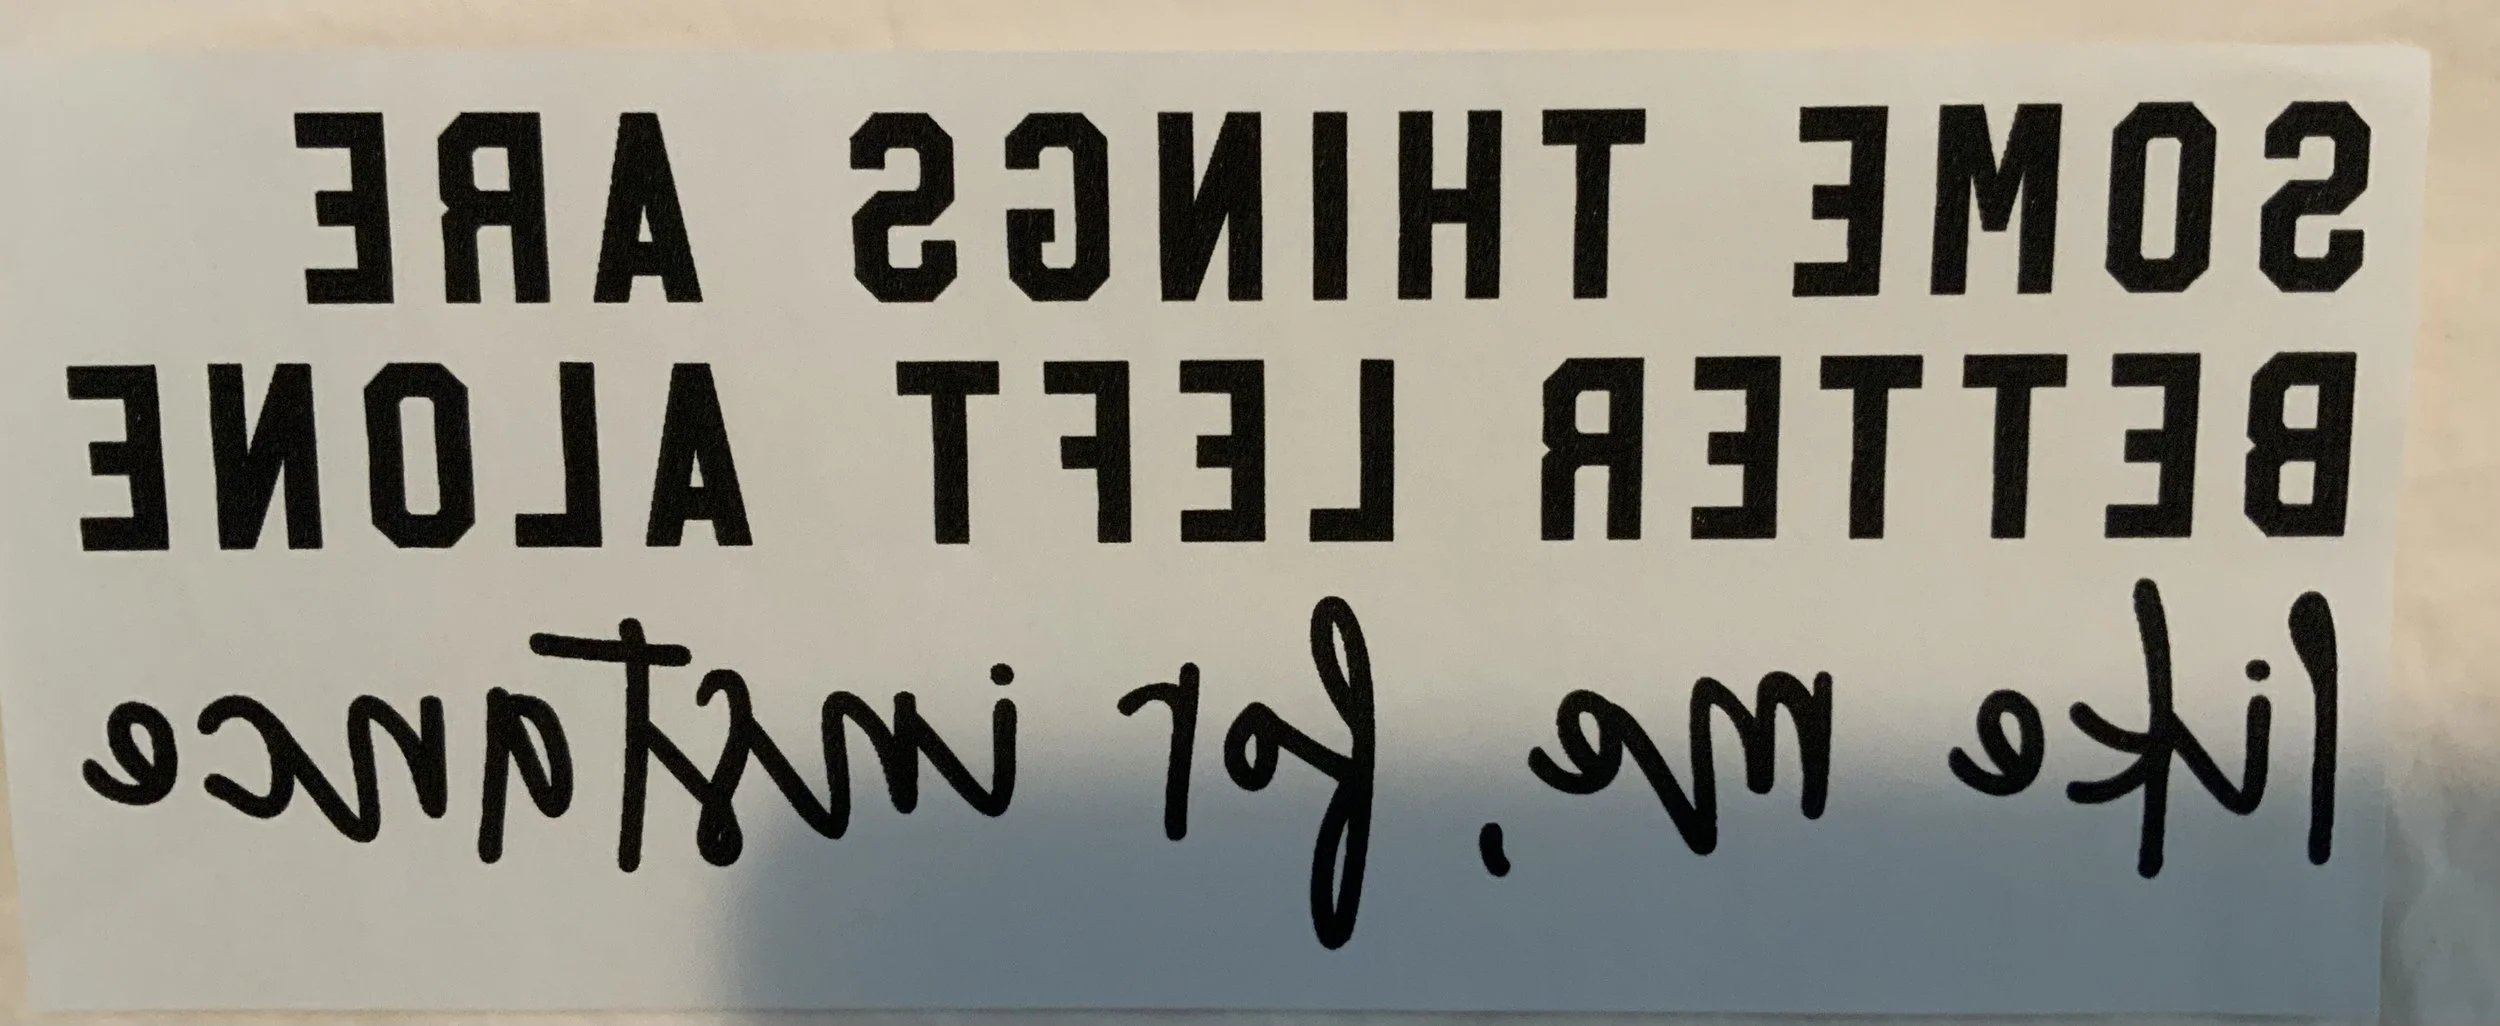 SOME THINGS ARE
BETTER LEFT ALONE
like me, for instance